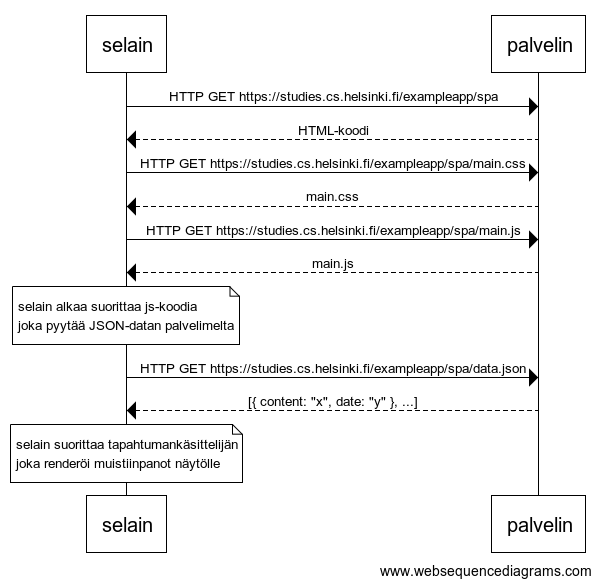 selain palvelin
HTTP GET https://studies.cs.helsinki.fi/exampleapp/spa
HTML-koodi
HTTP GET https://studies.cs.helsinki.fi/exampleapp/spa/main.css
main.css
HTTP GET https://studies.cs.helsinki.fi/exampleapp/spa/main.js
main.js
selain alkaa suorittaa js-koodia
joka pyytää JSON-datan palvelimelta
HTTP GET https://studies.cs.helsinki.fi/exampleapp/spa/data.json
[{ content: "x", date: "y" }, ...]
selain suorittaa tapahtumankäsittelijän
joka renderöi muistiinpanot näytölle
selain palvelin
www.websequencediagrams.com